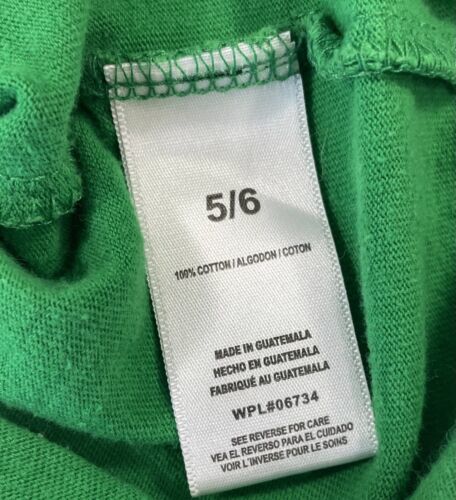 5/6
100% COTTON / ALGODON / COTON
MADE IN GUATEMALA
HECHO EN GUATEMALA
FABRIQUÉ AU GUATEMALA
WPL#06734
SEE REVERSE FOR CARE
VEA EL REVERSO PARA EL CUIDADO
VOIR L'INVERSE POUR LE SOINS